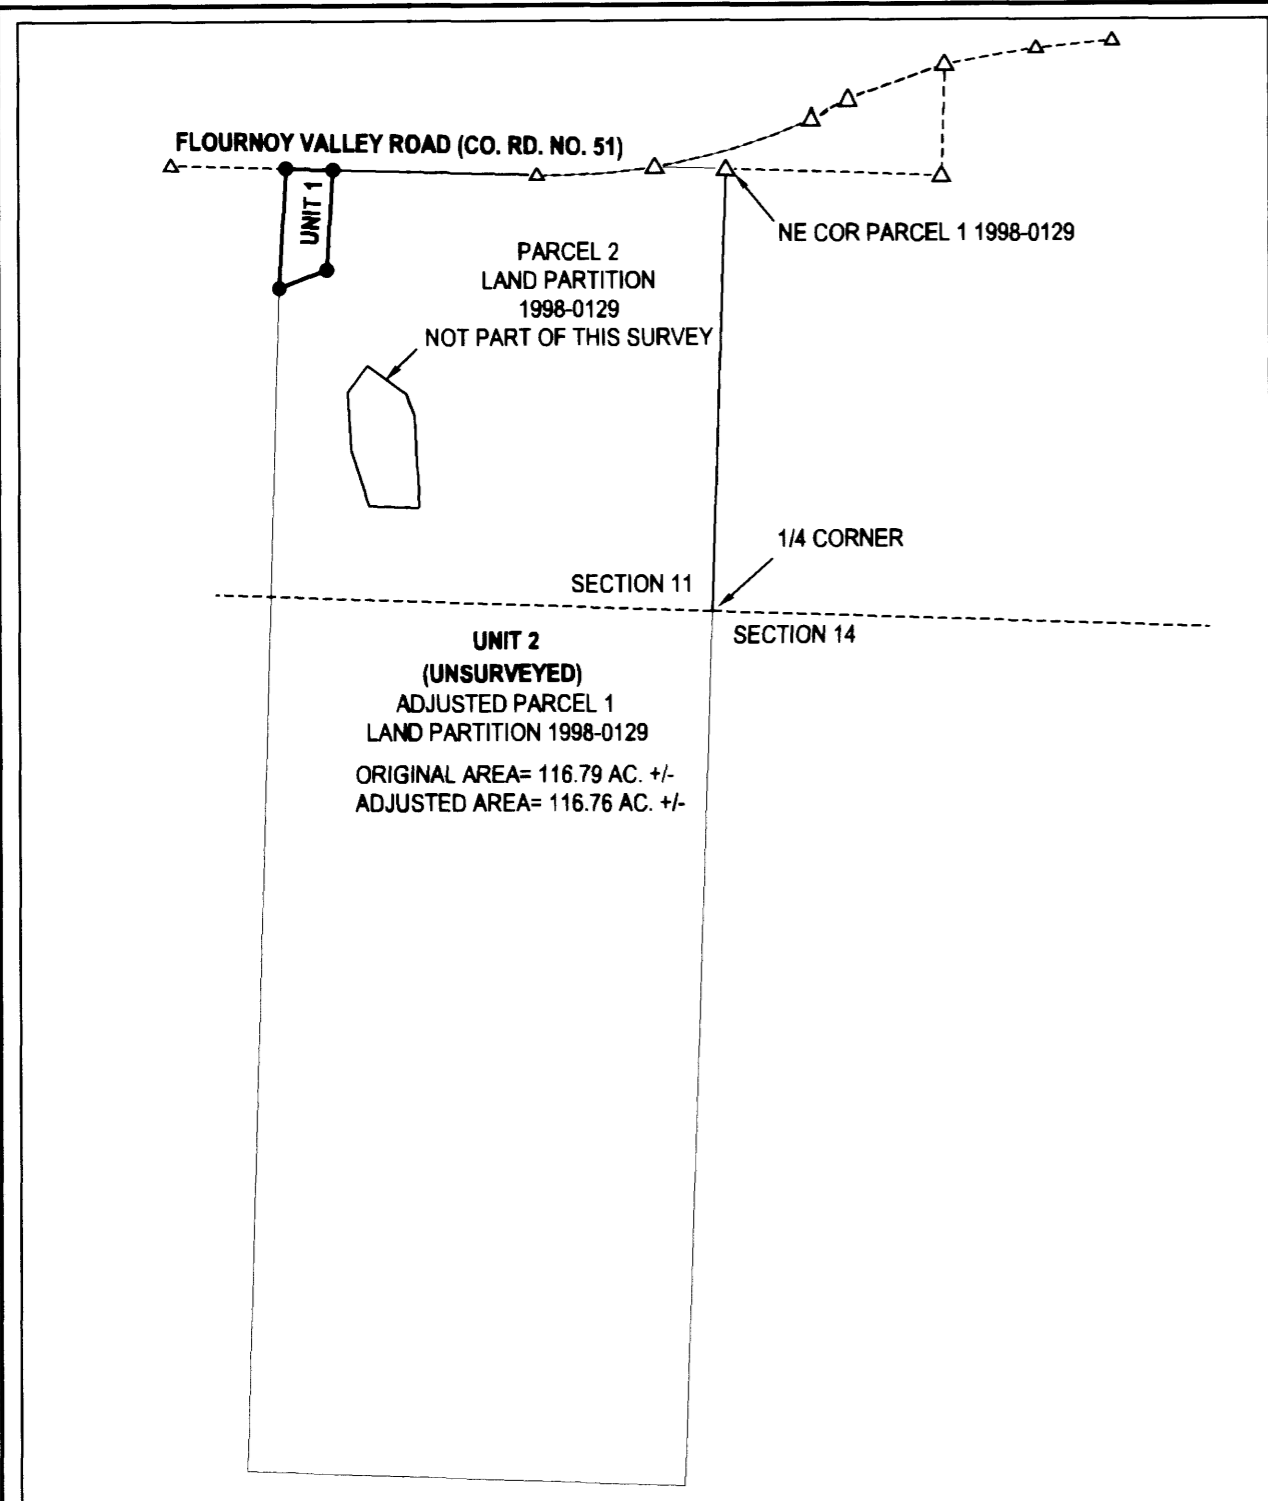 FLOURNOY VALLEY ROAD (CO. RD. NO. 51)
UNIT 1
NE COR PARCEL 1 1998-0129
PARCEL 2
LAND PARTITION
1998-0129
NOT PART OF THIS SURVEY
1/4 CORNER
SECTION 11
SECTION 14
UNIT 2
(UNSURVEYED)
ADJUSTED PARCEL 1
LAND PARTITION 1998-0129
ORIGINAL AREA= 116.79 AC. +/-
ADJUSTED AREA= 116.76 AC. +/-